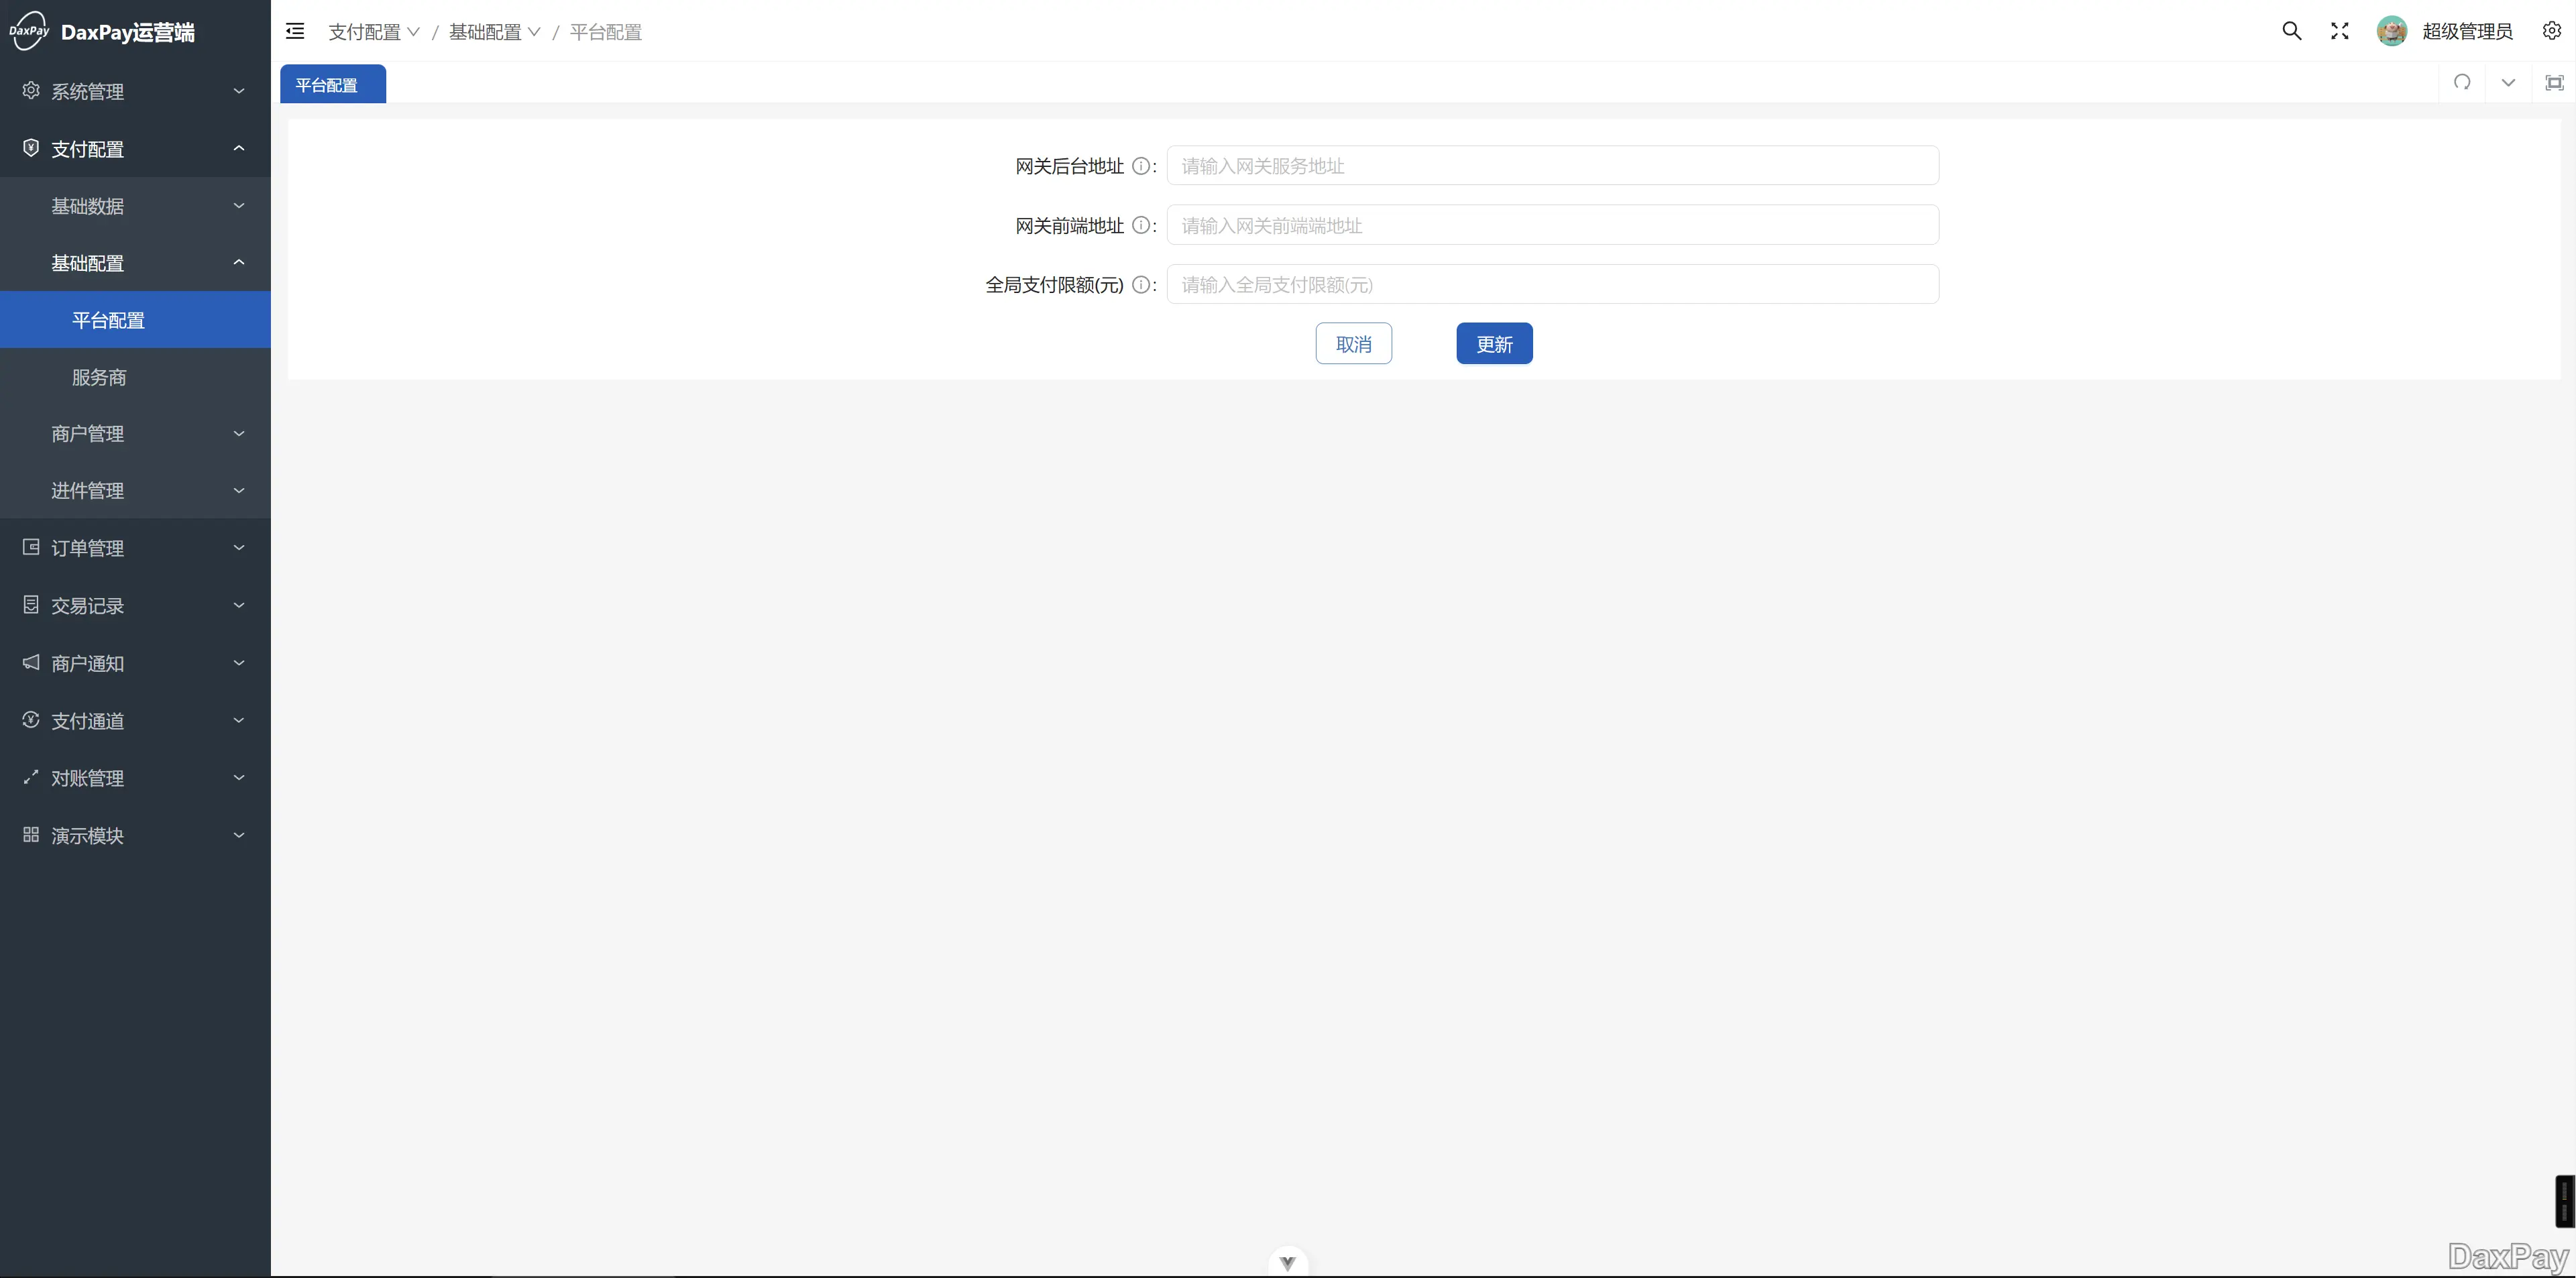 DaxPay DaxPay运营端
支付配置 / 基础配置 / 平台配置
超级管理员
平台配置
系统管理
支付配置
基础数据
基础配置
平台配置
服务商
商户管理
进件管理
订单管理
交易记录
商户通知
支付通道
对账管理
演示模块
网关后台地址 : 请输入网关服务地址
网关前端地址 : 请输入网关前端端地址
全局支付限额(元) : 请输入全局支付限额(元)
取消 更新
DaxPay